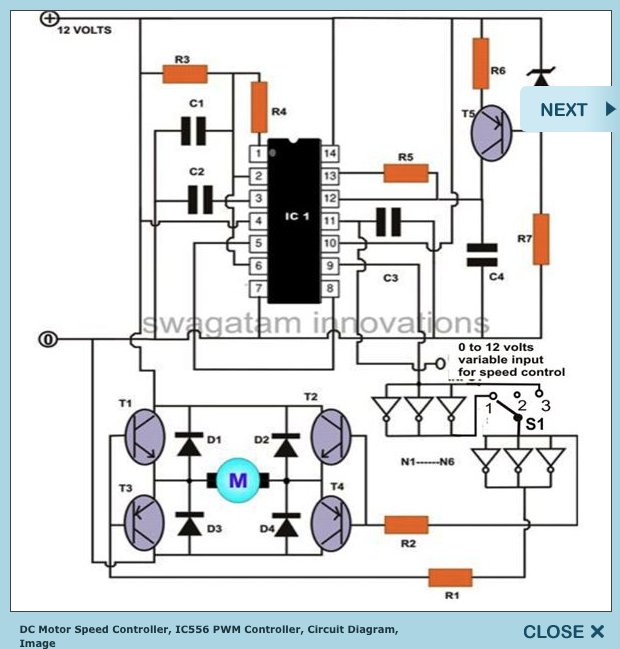 +
12 VOLTS
R3
R6
C1
R4
T5
NEXT
1
14
2
13
R5
C2
3
12
4
IC 1
11
5
10
R7
6
9
7
8
C3
C4
swagatam innovations
0
0 to 12 volts
variable input
for speed control
1 2 3
S1
T1
T2
D1
D2
M
N1------N6
T3
T4
D3
D4
R2
R1
DC Motor Speed Controller, IC556 PWM Controller, Circuit Diagram,
Image
CLOSE ×